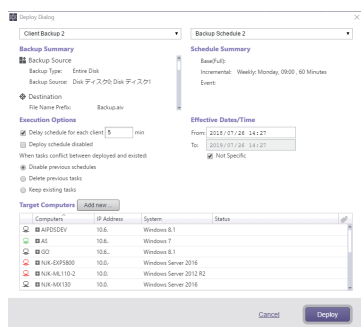 Deploy Dialog
Client Backup 2
Backup Schedule 2
Backup Summary
Backup Source
Backup Type: Entire Disk
Backup Source: Disk ディスク0; Disk ディスク1
Destination
File Name Prefix: Backup.aiv
Schedule Summary
Base(Full):
Incremental: Weekly: Monday, 09:00 , 60 Minutes
Event:
Execution Options
Delay schedule for each client 5 min
Deploy schedule disabled
When tasks conflict between deployed and existed:
Disable previous schedules
Delete previous tasks
Keep existing tasks
Effective Dates/Time
From: 2018/07/26 14:27
To: 2019/07/26 14:27
Not Specific
Target Computers Add new ...
Computers IP Address System Status
AIPDSDEV 10.6. Windows 8.1
AS 10.6. Windows 7
GO 10.6.. Windows 8.1
NJK-EXP5800 10.0. Windows Server 2016
NJK-ML110-2 10.0. Windows Server 2012 R2
NJK-MX130 10.0. Windows Server 2016
Cancel Deploy